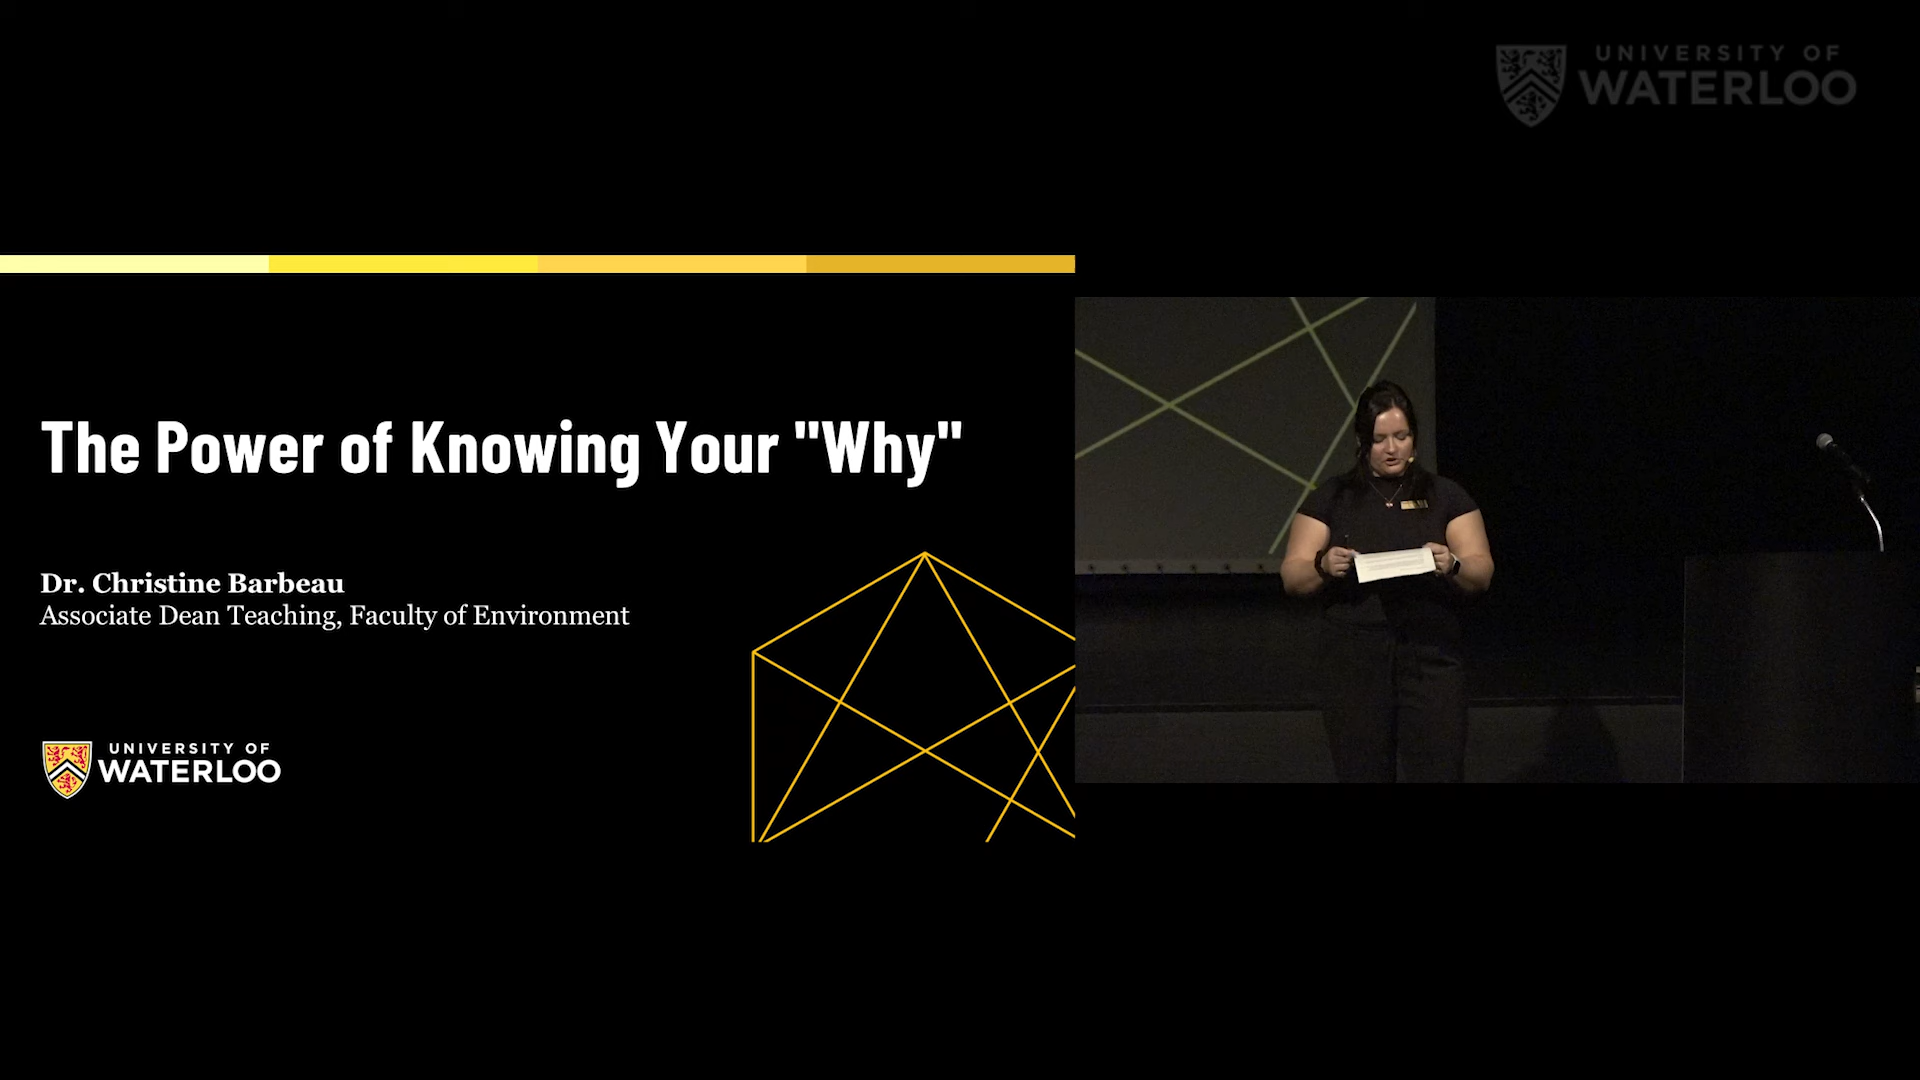 UNIVERSITY OF
WATERLOO
The Power of Knowing Your "Why"
Dr. Christine Barbeau
Associate Dean Teaching, Faculty of Environment
UNIVERSITY OF
WATERLOO